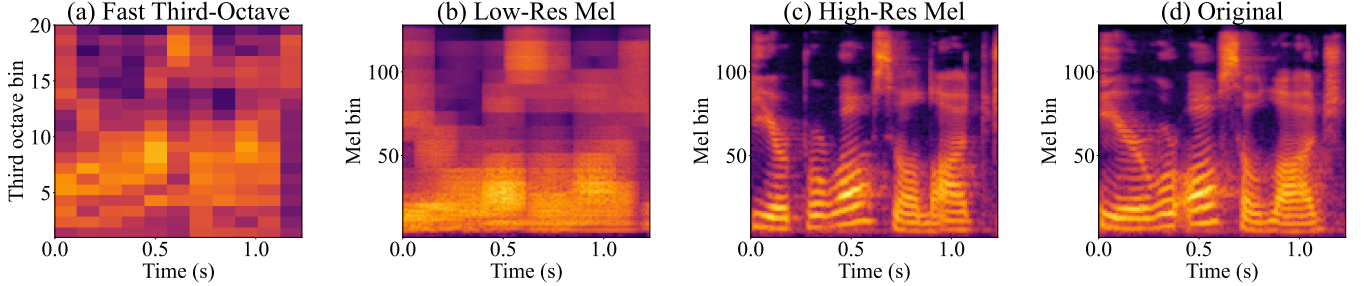 (a) Fast Third-Octave
Third octave bin
20
15
10
5
0.0 0.5 1.0
Time (s)
(b) Low-Res Mel
Mel bin
100
50
0.0 0.5 1.0
Time (s)
(c) High-Res Mel
Mel bin
100
50
0.0 0.5 1.0
Time (s)
(d) Original
Mel bin
100
50
0.0 0.5 1.0
Time (s)